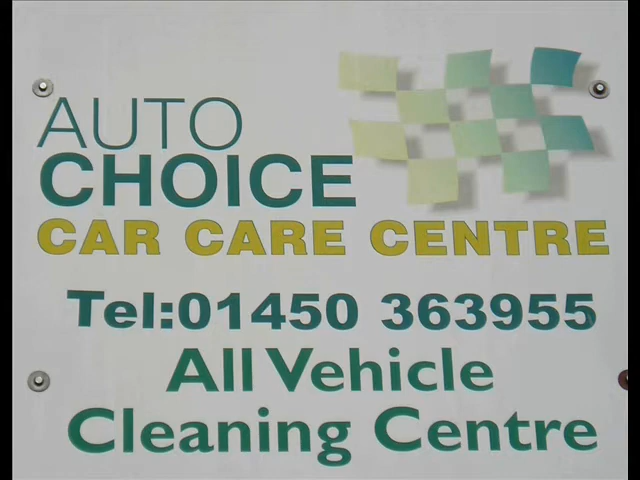 AUTO
CHOICE
CAR CARE CENTRE
Tel:01450 363955
All Vehicle
Cleaning Centre